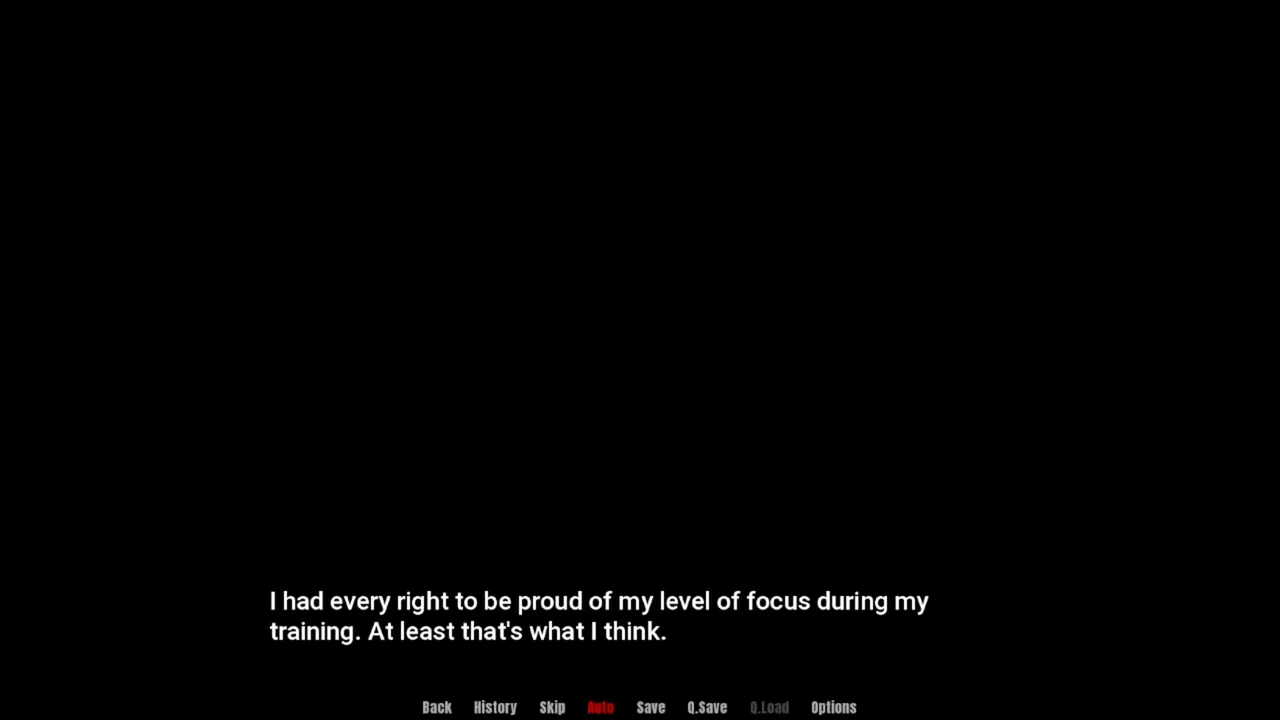 I had every right to be proud of my level of focus during my
training. At least that's what I think.
Back History Skip Auto Save Q.Save Q.Load Options